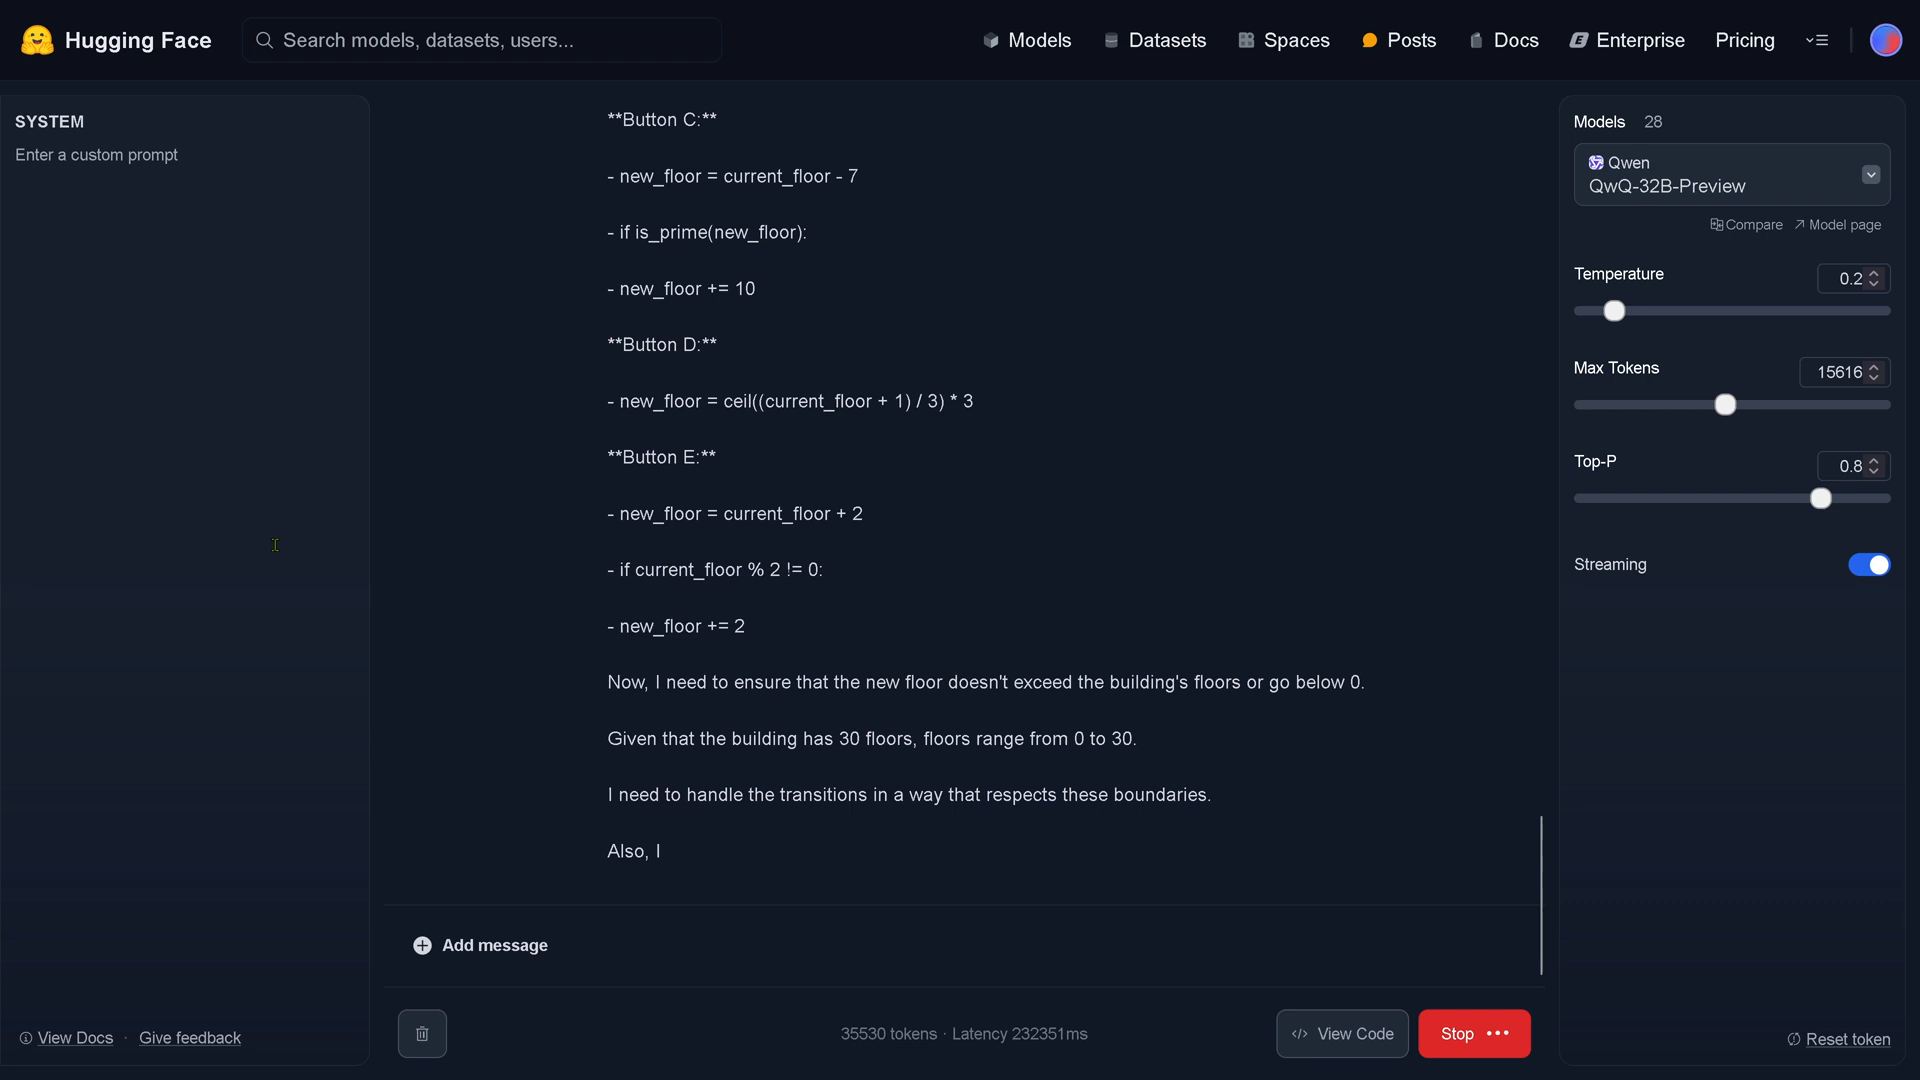 Hugging Face
Search models, datasets, users...
Models
Datasets
Spaces
Posts
Docs
Enterprise
Pricing
SYSTEM
Enter a custom prompt
**Button C:**
- new_floor = current_floor - 7
- if is_prime(new_floor):
- new_floor += 10
**Button D:**
- new_floor = ceil((current_floor + 1) / 3) * 3
**Button E:**
- new_floor = current_floor + 2
- if current_floor % 2 != 0:
- new_floor += 2
Now, I need to ensure that the new floor doesn't exceed the building's floors or go below 0.
Given that the building has 30 floors, floors range from 0 to 30.
I need to handle the transitions in a way that respects these boundaries.
Also, I
Add message
35530 tokens · Latency 232351ms
View Code
Stop
View Docs · Give feedback
Models 28
Qwen
QwQ-32B-Preview
Compare
Model page
Temperature
0.2
Max Tokens
15616
Top-P
0.8
Streaming
Reset token